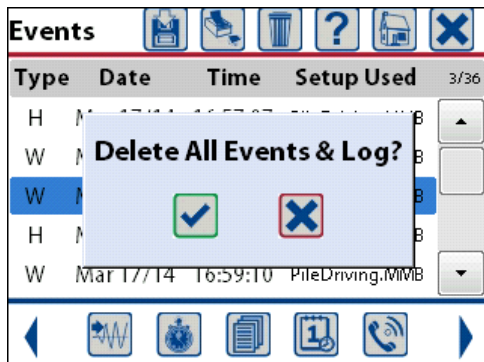 Events ?
Type Date Time Setup Used 3/36
H
W
Delete All Events & Log?
W
H
W Mar 17/14 16:59:10 PileDriving.MMB
1